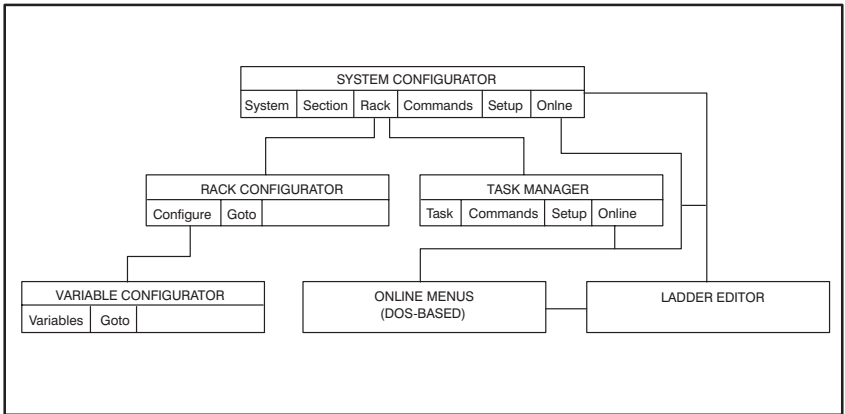 SYSTEM CONFIGURATOR
System Section Rack Commands Setup Onlne
RACK CONFIGURATOR
Configure Goto
TASK MANAGER
Task Commands Setup Online
VARIABLE CONFIGURATOR
Variables Goto
ONLINE MENUS
(DOS-BASED)
LADDER EDITOR